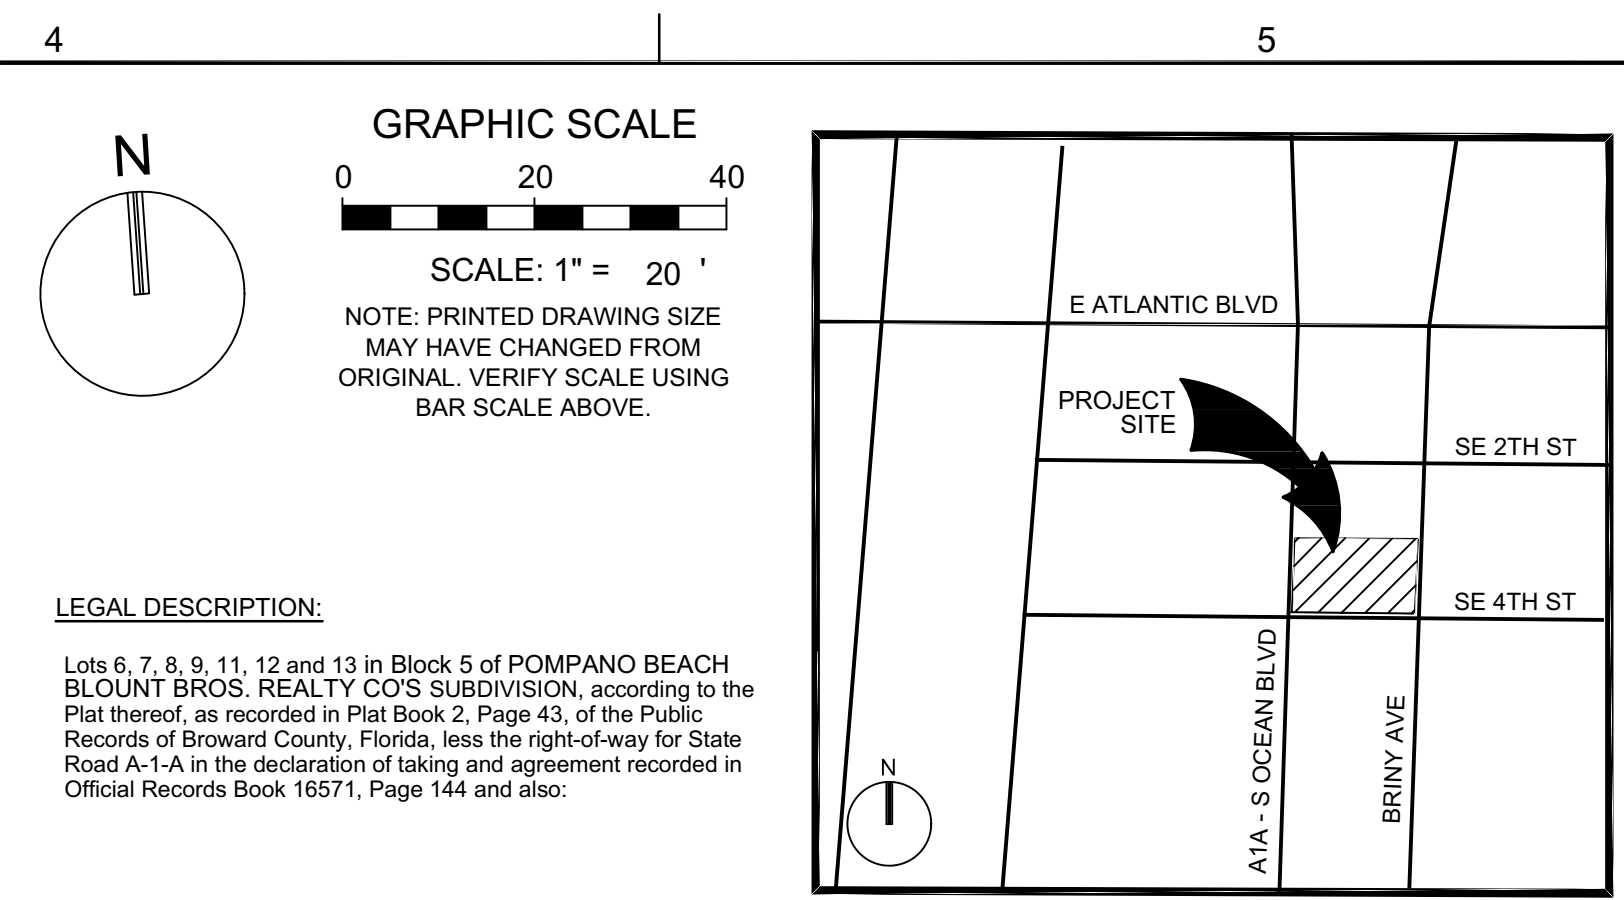 4
5
N
GRAPHIC SCALE
0 20 40
SCALE: 1" = 20 '
NOTE: PRINTED DRAWING SIZE
MAY HAVE CHANGED FROM
ORIGINAL. VERIFY SCALE USING
BAR SCALE ABOVE.
LEGAL DESCRIPTION:
Lots 6, 7, 8, 9, 11, 12 and 13 in Block 5 of POMPANO BEACH
BLOUNT BROS. REALTY CO'S SUBDIVISION, according to the
Plat thereof, as recorded in Plat Book 2, Page 43, of the Public
Records of Broward County, Florida, less the right-of-way for State
Road A-1-A in the declaration of taking and agreement recorded in
Official Records Book 16571, Page 144 and also:
E ATLANTIC BLVD
PROJECT
SITE
SE 2TH ST
SE 4TH ST
A1A - S OCEAN BLVD
BRINY AVE
N